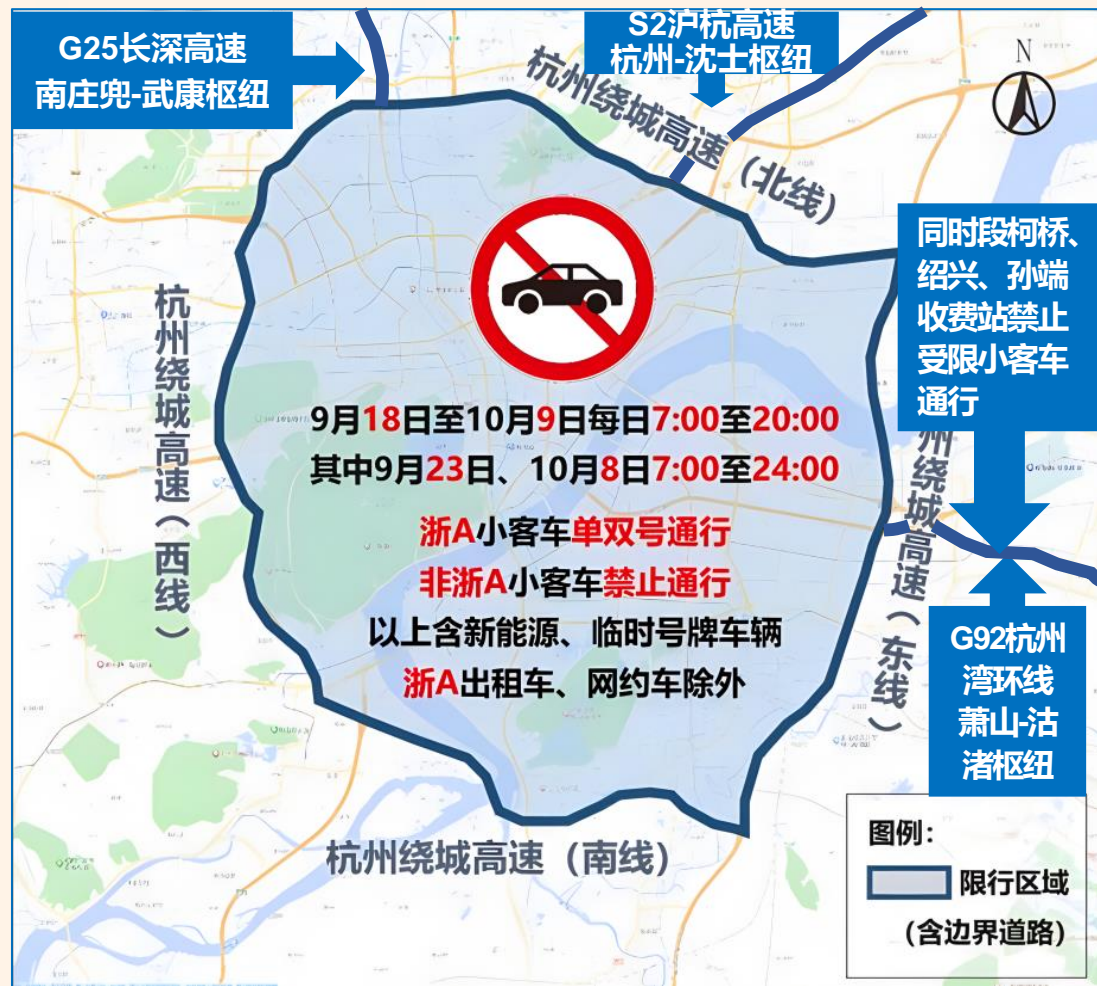 G25长深高速
南庄兜-武康枢纽
S2沪杭高速
杭州-沈士枢纽
N
杭州绕城高速（北线）
同时段柯桥、
绍兴、孙端
收费站禁止
受限小客车
通行
杭州绕城高速（西线）
9月18日至10月9日每日7:00至20:00
其中9月23日、10月8日7:00至24:00
浙A小客车单双号通行
非浙A小客车禁止通行
以上含新能源、临时号牌车辆
浙A出租车、网约车除外
州绕城高速（东线）
G92杭州
湾环线
萧山-沽
渚枢纽
杭州绕城高速（南线）
图例：
限行区域
（含边界道路）